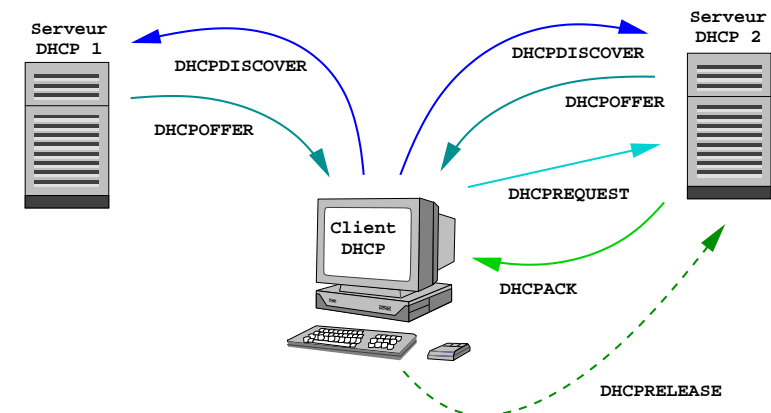 Serveur
DHCP 1
Serveur
DHCP 2
DHCPDISCOVER
DHCPDISCOVER
DHCPOFFER
DHCPOFFER
DHCPREQUEST
Client
DHCP
DHCPACK
DHCPRELEASE